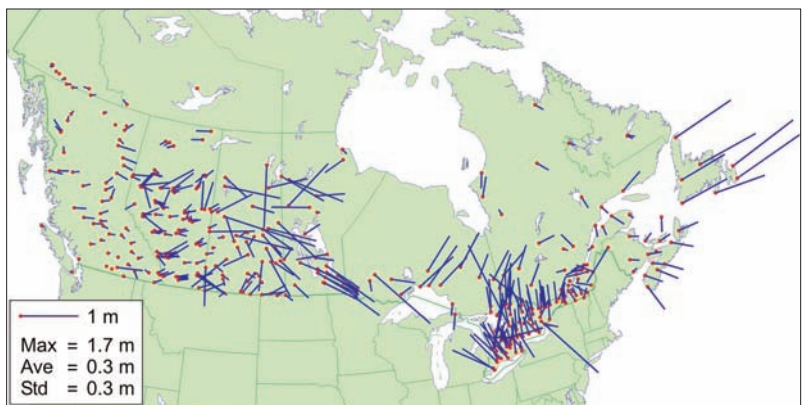 1 m
Max = 1.7 m
Ave = 0.3 m
Std = 0.3 m